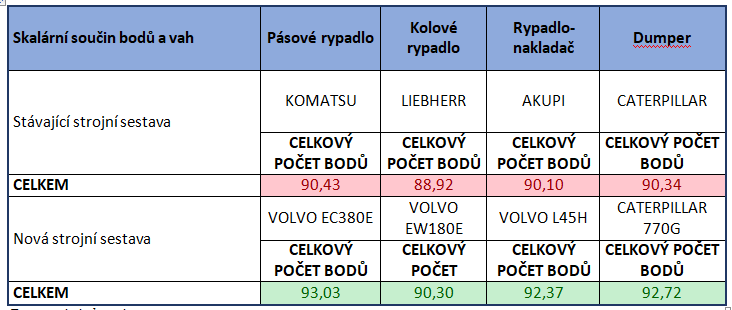 Skalární součin bodů a vah Pásové rypadlo Kolové rypadlo Rypadlo-nakladač Dumper
Stávající strojní sestava
KOMATSU LIEBHERR AKUPI CATERPILLAR
CELKOVÝ POČET BODŮ CELKOVÝ POČET BODŮ CELKOVÝ POČET BODŮ CELKOVÝ POČET BODŮ
CELKEM 90,43 88,92 90,10 90,34
Nová strojní sestava
VOLVO EC380E VOLVO EW180E VOLVO L45H CATERPILLAR 770G
CELKOVÝ POČET BODŮ CELKOVÝ POČET CELKOVÝ POČET BODŮ CELKOVÝ POČET BODŮ
CELKEM 93,03 90,30 92,37 92,72